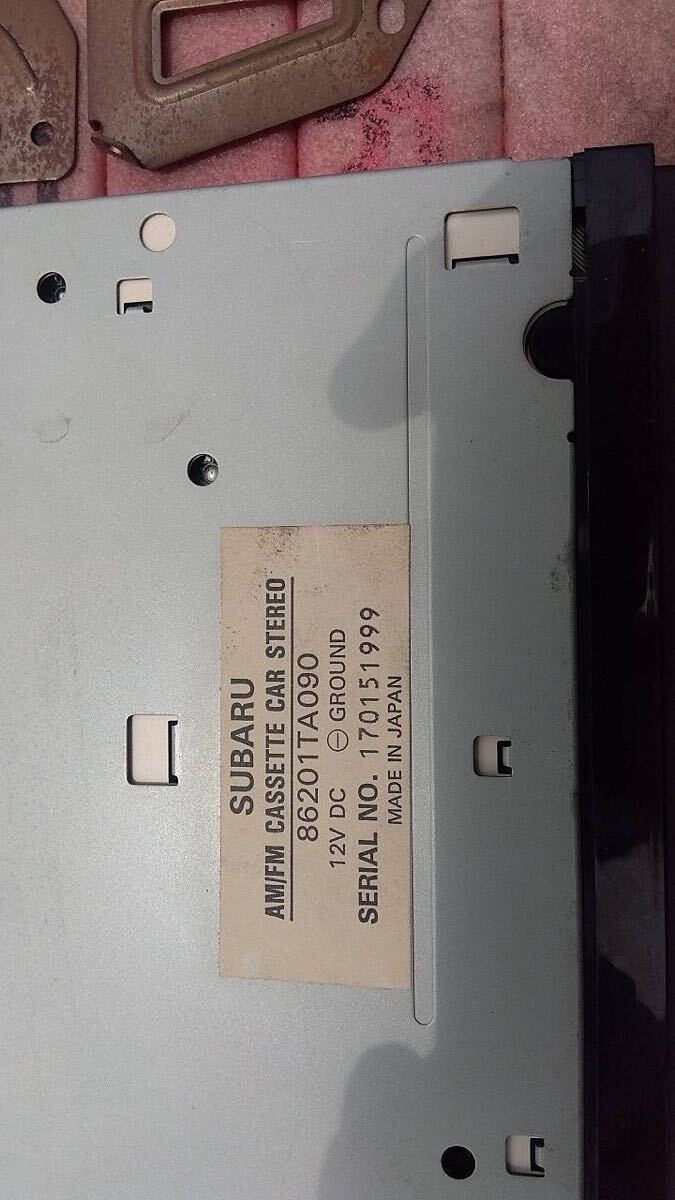 SUBARU
AM/FM CASSETTE CAR STEREO
86201TA090
12V DC ⊖ GROUND
SERIAL NO. 170151999
MADE IN JAPAN